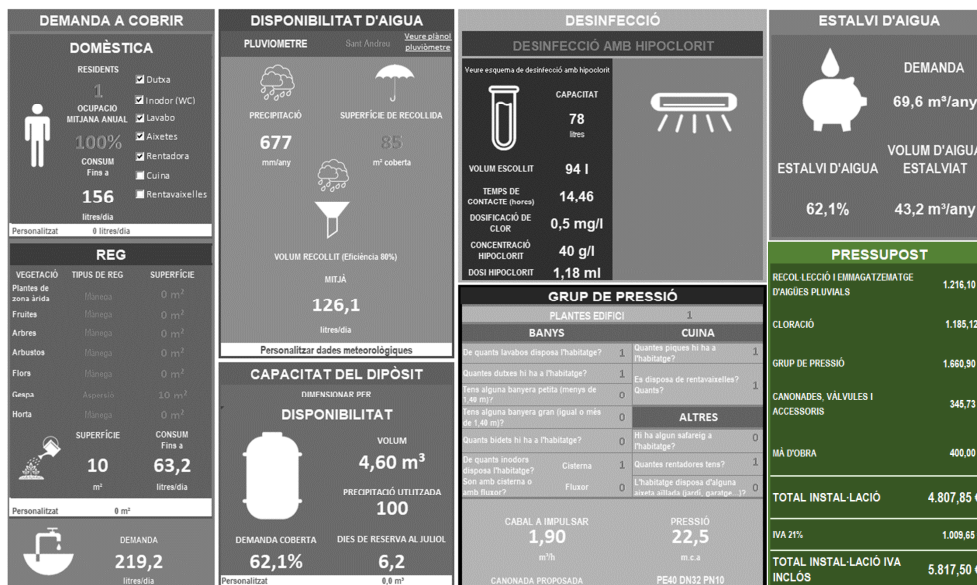 DEMANDA A COBRIR
DOMÈSTICA
RESIDENTS
1
OCUPACIO
MITJANA ANUAL
100%
CONSUM
Fins a
156
litres/dia
Dutxa
Inodor (WC)
Lavabo
Aixetes
Rentadora
Cuina
Rentavaixelles
Personalitzat 0 litres/dia
REG
VEGETACIÓ TIPUS DE REG SUPERFÍCIE
Plantes de
zona àrida Mànega 0 m²
Fruites Mànega 0 m²
Arbres Mànega 0 m²
Arbustos Mànega 0 m²
Flors Mànega 0 m²
Gespa Aspersió 10 m²
Horta Mànega 0 m²
SUPERFÍCIE
10
m²
CONSUM
Fins a
63,2
litres/dia
Personalitzat 0 m²
DEMANDA
219,2
litres/dia
DISPONIBILITAT D'AIGUA
PLUVIOMETRE Sant Andreu Veure plànol
pluviòmetre
PRECIPITACIÓ
677
mm/any
SUPERFÍCIE DE RECOLLIDA
85
m² coberta
VOLUM RECOLLIT (Eficiència 80%)
MITJÀ
126,1
litres/dia
Personalitzar dades meteorològiques
CAPACITAT DEL DIPÒSIT
DIMENSIONAR PER
DISPONIBILITAT
VOLUM
4,60 m³
PRECIPITACIÓ UTLITZADA
100
DEMANDA COBERTA
62,1%
DIES DE RESERVA AL JULIOL
6,2
Personalitzat 0,0 m³
DESINFECCIÓ
DESINFECCIÓ AMB HIPOCLORIT
Veure esquema de desinfecció amb hipoclorit
CAPACITAT
78
litres
VOLUM ESCOLLIT 94 l
TEMPS DE
CONTACTE (hores) 14,46
DOSIFICACIÓ DE
CLOR 0,5 mg/l
CONCENTRACIÓ
HIPOCLORIT 40 g/l
DOSI HIPOCLORIT 1,18 ml
GRUP DE PRESSIÓ
PLANTES EDIFICI 1
BANYS
De quants lavabos disposa l'habitatge? 1
Quantes dutxes hi ha a l'habitatge? 1
Tens alguna banyera petita (menys de
1,40 m)? 0
Tens alguna banyera gran (igual o més
de 1,40 m)? 0
Quants bidets hi ha a l'habitatge? 0
De quants inodors
disposa l'habitatge? Cisterna 1
Son amb cisterna o
amb fluxor? Fluxor 0
CUINA
Quantes piques hi ha a
l'habitatge? 1
Es disposa de rentavaixelles?
Quants? 1
ALTRES
Hi ha algun safareig a
l'habitatge? 0
Quantes rentadores tens? 1
L'habitatge disposa d'alguna
aixeta aïllada (jardí, garatge...)? 0
CABAL A IMPULSAR
1,90
m³/h
PRESSIÓ
22,5
m.c.a
CANONADA PROPOSADA PE40 DN32 PN10
ESTALVI D'AIGUA
DEMANDA
69,6 m³/any
ESTALVI D'AIGUA
62,1%
VOLUM D'AIGUA
ESTALVIAT
43,2 m³/any
PRESSUPOST
RECOL·LECCIÓ I EMMAGATZEMATGE
D'AIGÜES PLUVIALS 1.216,10
CLORACIÓ 1.185,12
GRUP DE PRESSIÓ 1.660,90
CANONADES, VÀLVULES I
ACCESSORIS 345,73
MÀ D'OBRA 400,00
TOTAL INSTAL·LACIÓ 4.807,85 €
IVA 21% 1.009,65
TOTAL INSTAL·LACIÓ IVA
INCLÒS 5.817,50 €